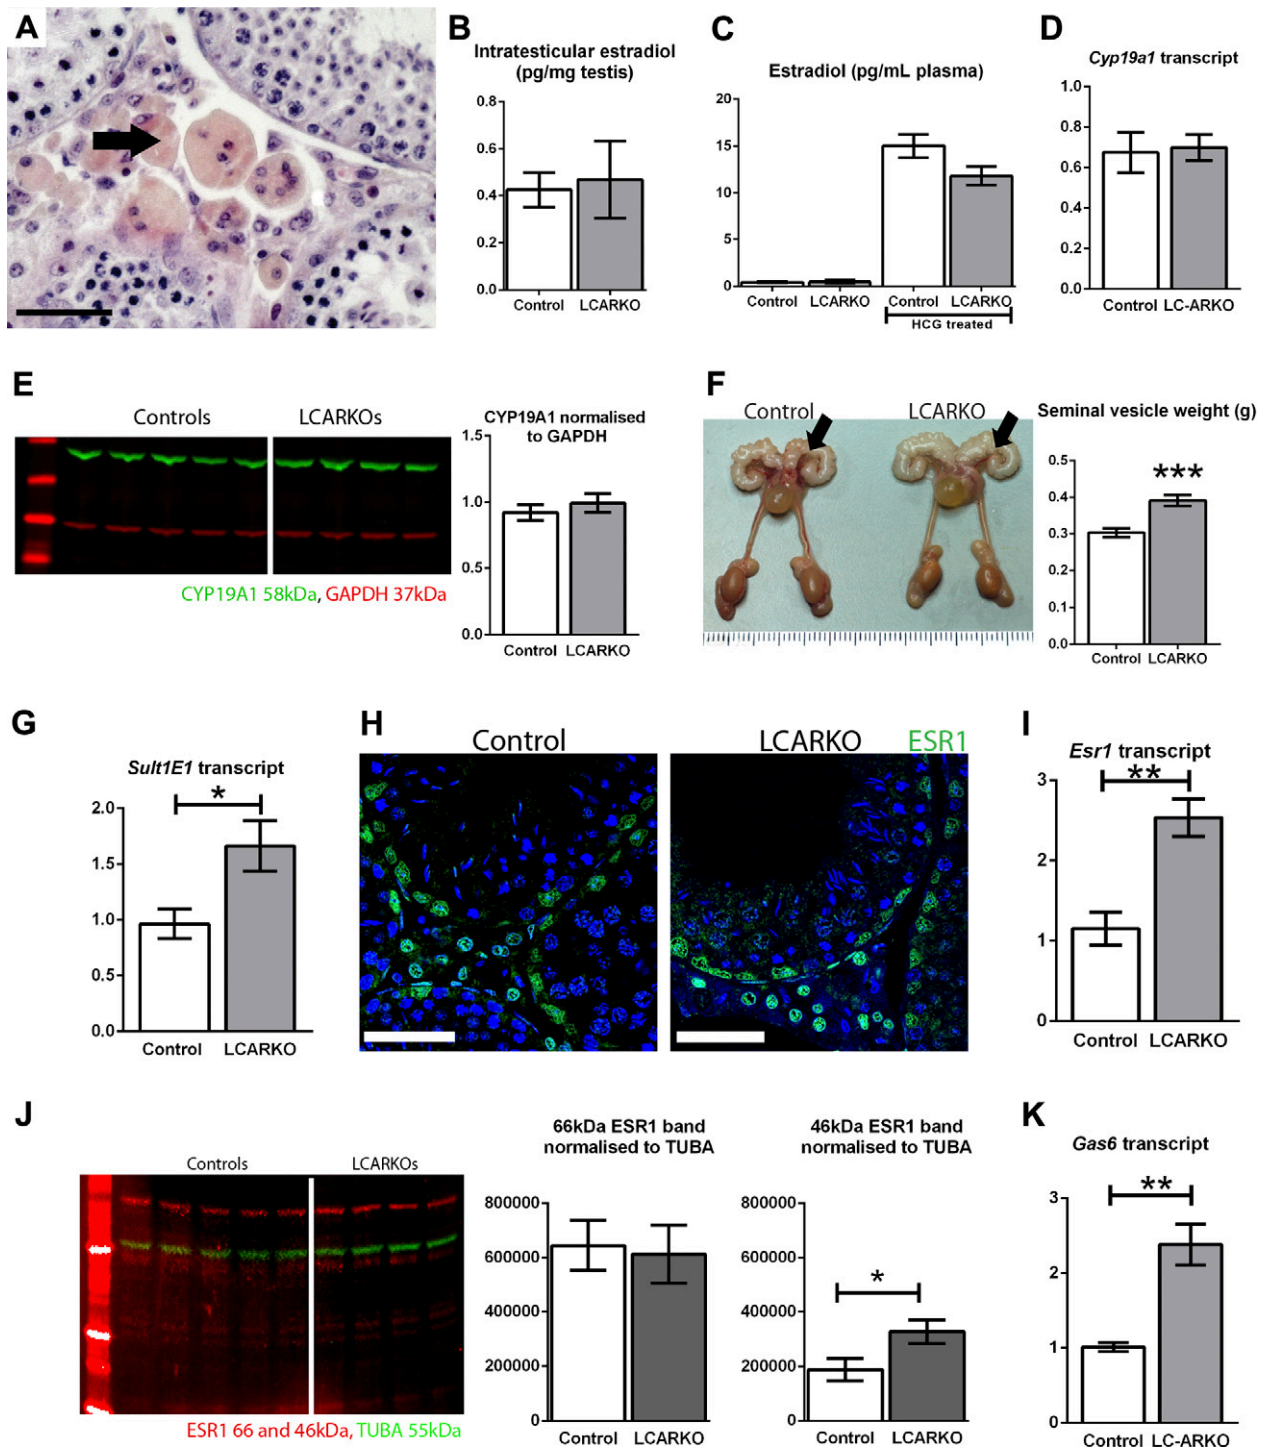 A
B
Intratesticular estradiol
(pg/mg testis)
0.8
0.6
0.4
0.2
0.0
Control LCARKO
C
Estradiol (pg/mL plasma)
20
15
10
5
0
Control LCARKO Control LCARKO
HCG treated
D
Cyp19a1 transcript
1.0
0.8
0.6
0.4
0.2
0.0
Control LC-ARKO
E
Controls LCARKOs
CYP19A1 58kDa, GAPDH 37kDa
CYP19A1 normalised
to GAPDH
1.5
1.0
0.5
0.0
Control LCARKO
F
Control LCARKO
Seminal vesicle weight (g)
0.5
0.4
0.3
0.2
0.1
0.0
***
Control LCARKO
G
Sult1E1 transcript
2.0
1.5
1.0
0.5
0.0
*
Control LCARKO
H
Control LCARKO ESR1
I
Esr1 transcript
**
3
2
1
0
Control LCARKO
J
Controls LCARKOs
ESR1 66 and 46kDa, TUBA 55kDa
66kDa ESR1 band
normalised to TUBA
800000
600000
400000
200000
0
Control LCARKO
46kDa ESR1 band
normalised to TUBA
800000
600000
400000
200000
0
*
Control LCARKO
K
Gas6 transcript
**
3
2
1
0
Control LC-ARKO